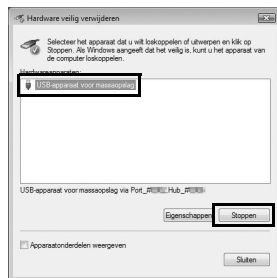 Hardware veilig verwijderen
Selecteer het apparaat dat u wilt loskoppelen of uitwerpen en klik op
Stoppen. Als Windows aangeeft dat het veilig is, kunt u het apparaat van
de computer loskoppelen.
Hardwareapparaten:
USB-apparaat voor massaopslag
USB-apparaat voor massaopslag via Port_# Hub_#
Eigenschappen
Stoppen
Apparaatonderdelen weergeven
Sluiten